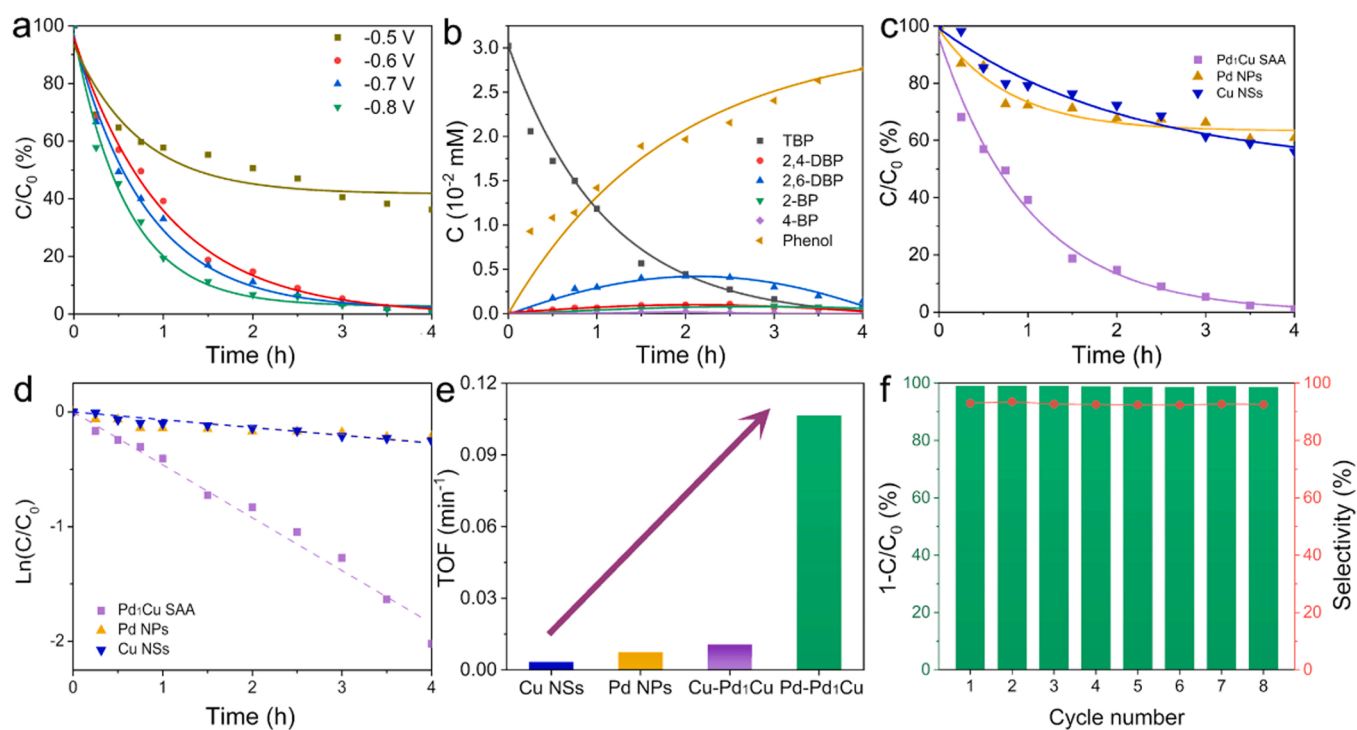 a
100
80
60
40
20
0
C/C₀ (%)
0 1 2 3 4
Time (h)
-0.5 V
-0.6 V
-0.7 V
-0.8 V
b
3.0
2.5
2.0
1.5
1.0
0.5
0.0
C (10⁻² mM)
0 1 2 3 4
Time (h)
TBP
2,4-DBP
2,6-DBP
2-BP
4-BP
Phenol
c
100
80
60
40
20
0
C/C₀ (%)
0 1 2 3 4
Time (h)
Pd₁Cu SAA
Pd NPs
Cu NSs
d
0
-1
-2
Ln(C/C₀)
0 1 2 3 4
Time (h)
Pd₁Cu SAA
Pd NPs
Cu NSs
e
0.12
0.09
0.06
0.03
0.00
TOF (min⁻¹)
Cu NSs Pd NPs Cu-Pd₁Cu Pd-Pd₁Cu
f
100
80
60
40
20
0
1-C/C₀ (%)
1 2 3 4 5 6 7 8
Cycle number
100
80
60
40
20
0
Selectivity (%)